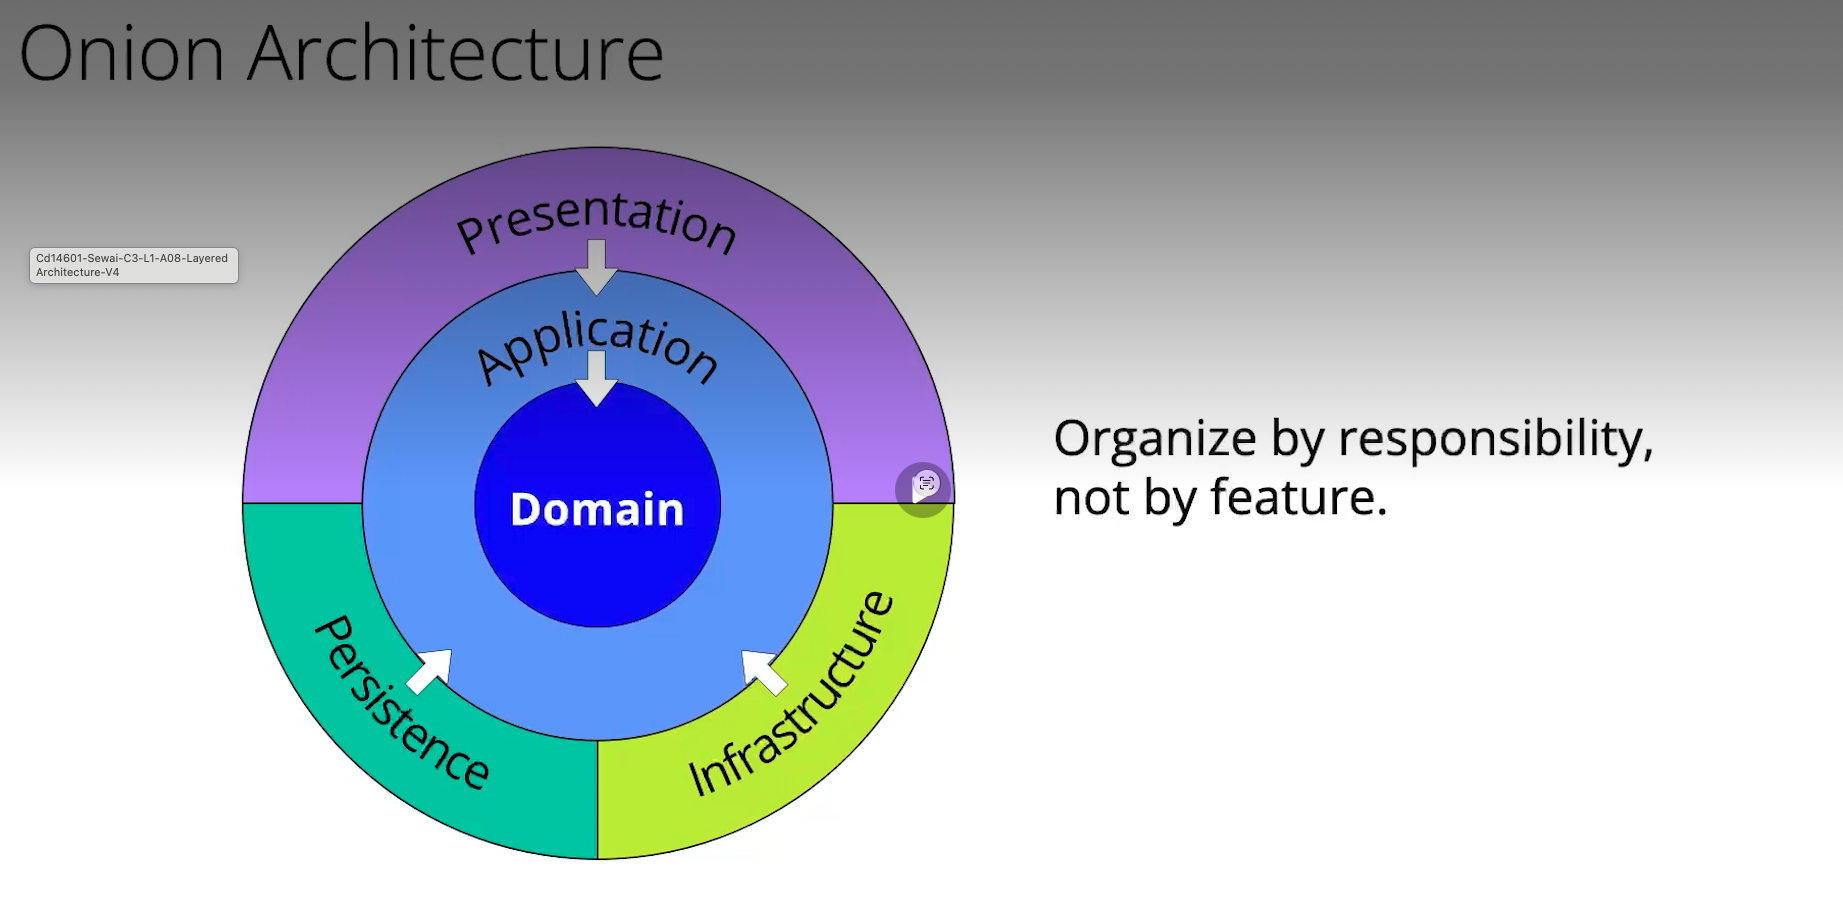 Onion Architecture
Presentation
Cd14601-Sewai-C3-L1-A08-Layered
Architecture-V4
Application
Domain
Organize by responsibility,
not by feature.
Persistence
Infrastructure